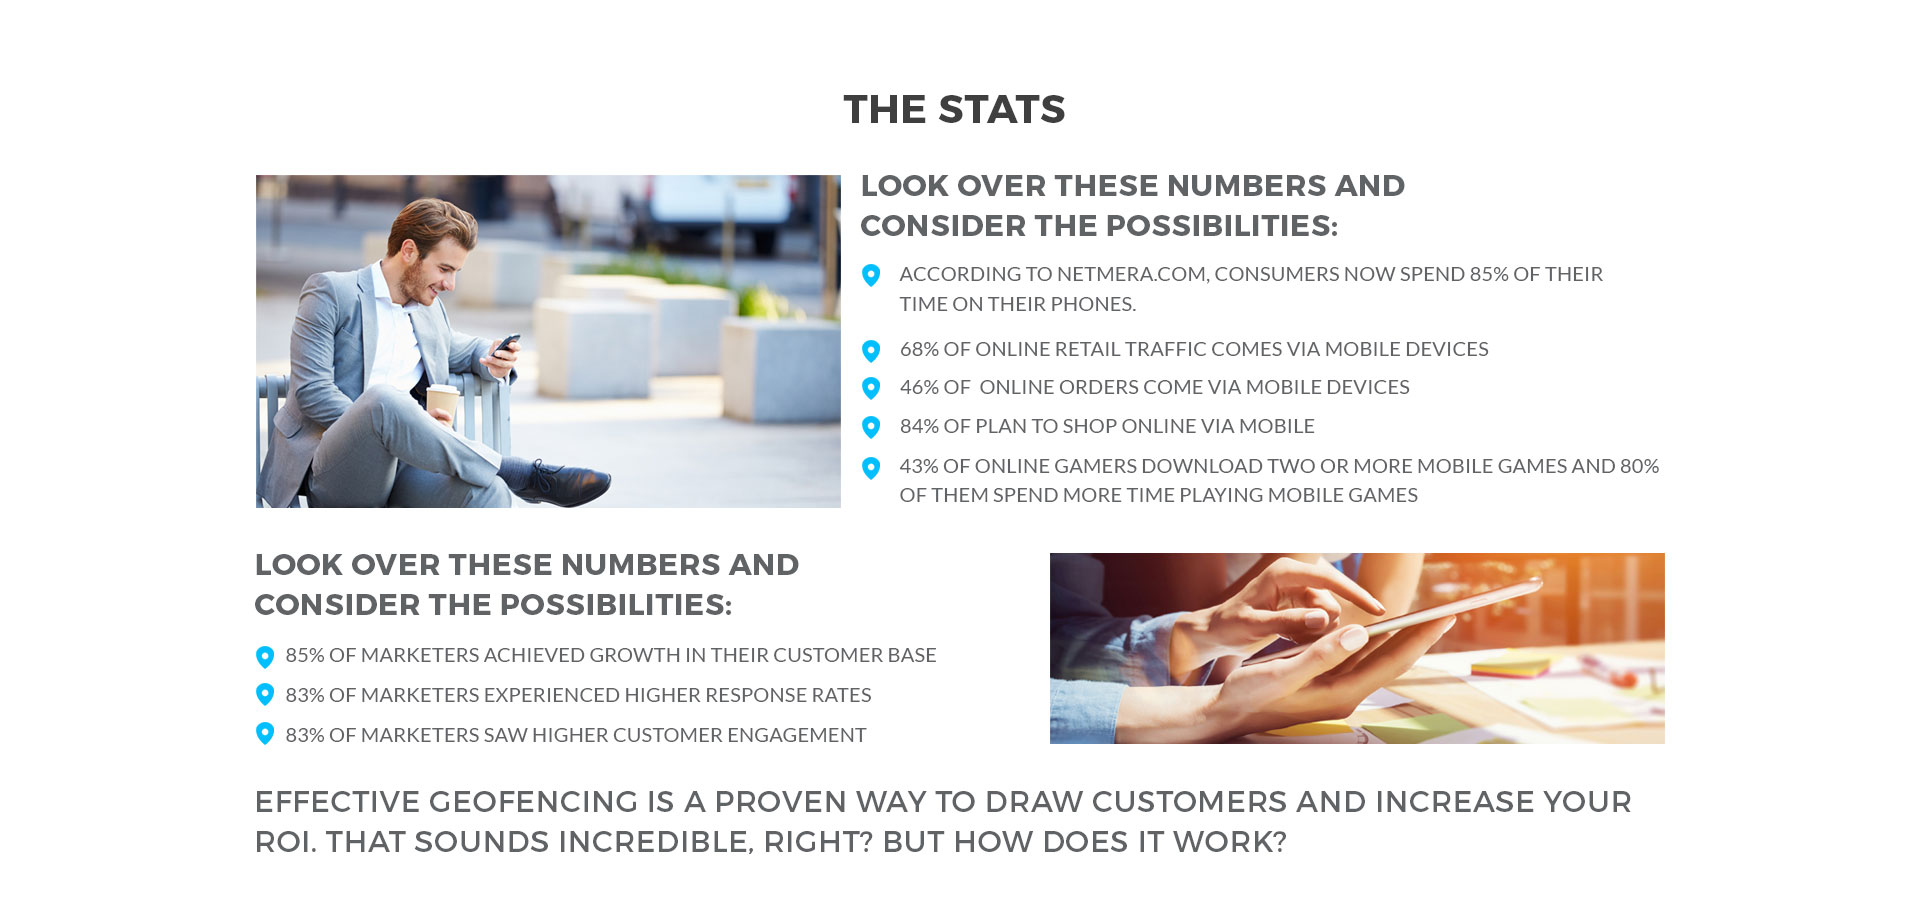 THE STATS
LOOK OVER THESE NUMBERS AND
CONSIDER THE POSSIBILITIES:
ACCORDING TO NETMERA.COM, CONSUMERS NOW SPEND 85% OF THEIR
TIME ON THEIR PHONES.
68% OF ONLINE RETAIL TRAFFIC COMES VIA MOBILE DEVICES
46% OF ONLINE ORDERS COME VIA MOBILE DEVICES
84% OF PLAN TO SHOP ONLINE VIA MOBILE
43% OF ONLINE GAMERS DOWNLOAD TWO OR MORE MOBILE GAMES AND 80%
OF THEM SPEND MORE TIME PLAYING MOBILE GAMES
LOOK OVER THESE NUMBERS AND
CONSIDER THE POSSIBILITIES:
85% OF MARKETERS ACHIEVED GROWTH IN THEIR CUSTOMER BASE
83% OF MARKETERS EXPERIENCED HIGHER RESPONSE RATES
83% OF MARKETERS SAW HIGHER CUSTOMER ENGAGEMENT
EFFECTIVE GEOFENCING IS A PROVEN WAY TO DRAW CUSTOMERS AND INCREASE YOUR
ROI. THAT SOUNDS INCREDIBLE, RIGHT? BUT HOW DOES IT WORK?